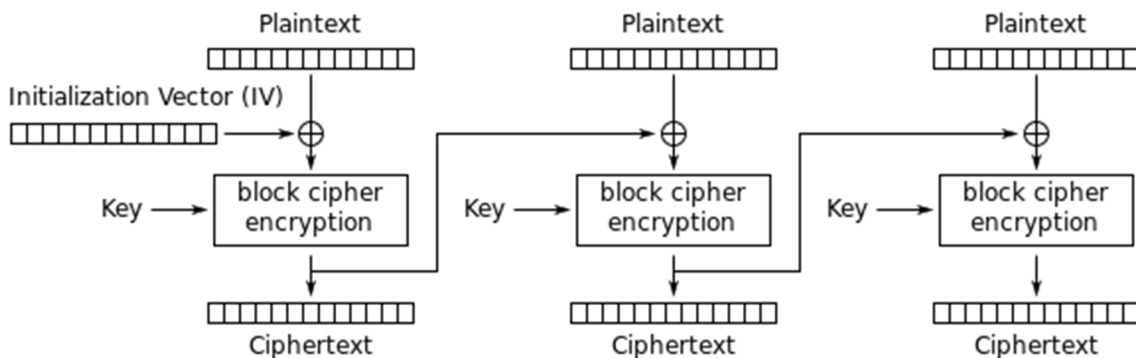 Plaintext
Plaintext
Plaintext
Initialization Vector (IV)
Key
block cipher
encryption
Key
block cipher
encryption
Key
block cipher
encryption
Ciphertext
Ciphertext
Ciphertext